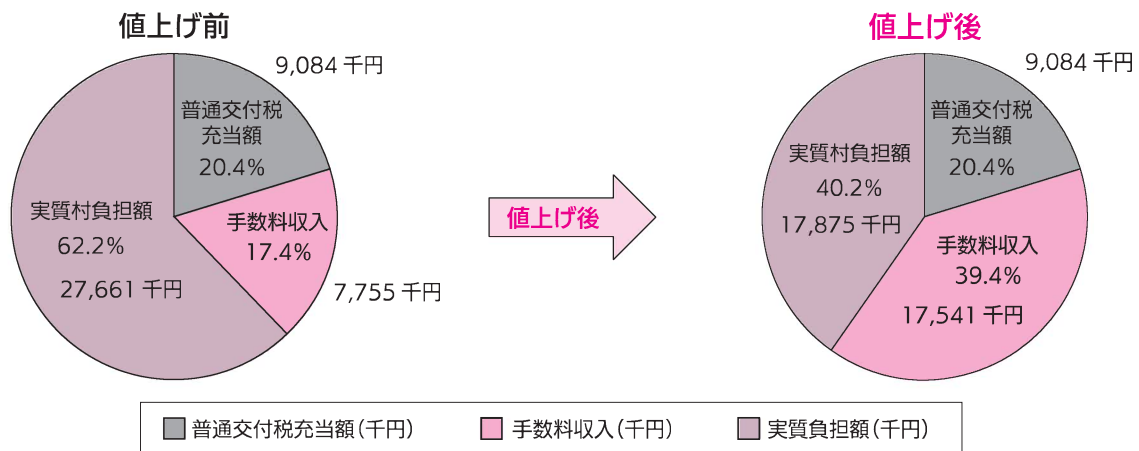 値上げ前
9,084 千円
普通交付税
充当額
20.4%
実質村負担額
62.2%
27,661 千円
手数料収入
17.4%
7,755 千円
値上げ後
値上げ後
9,084 千円
普通交付税
充当額
20.4%
実質村負担額
40.2%
17,875 千円
手数料収入
39.4%
17,541 千円
普通交付税充当額(千円)
手数料収入(千円)
実質負担額(千円)